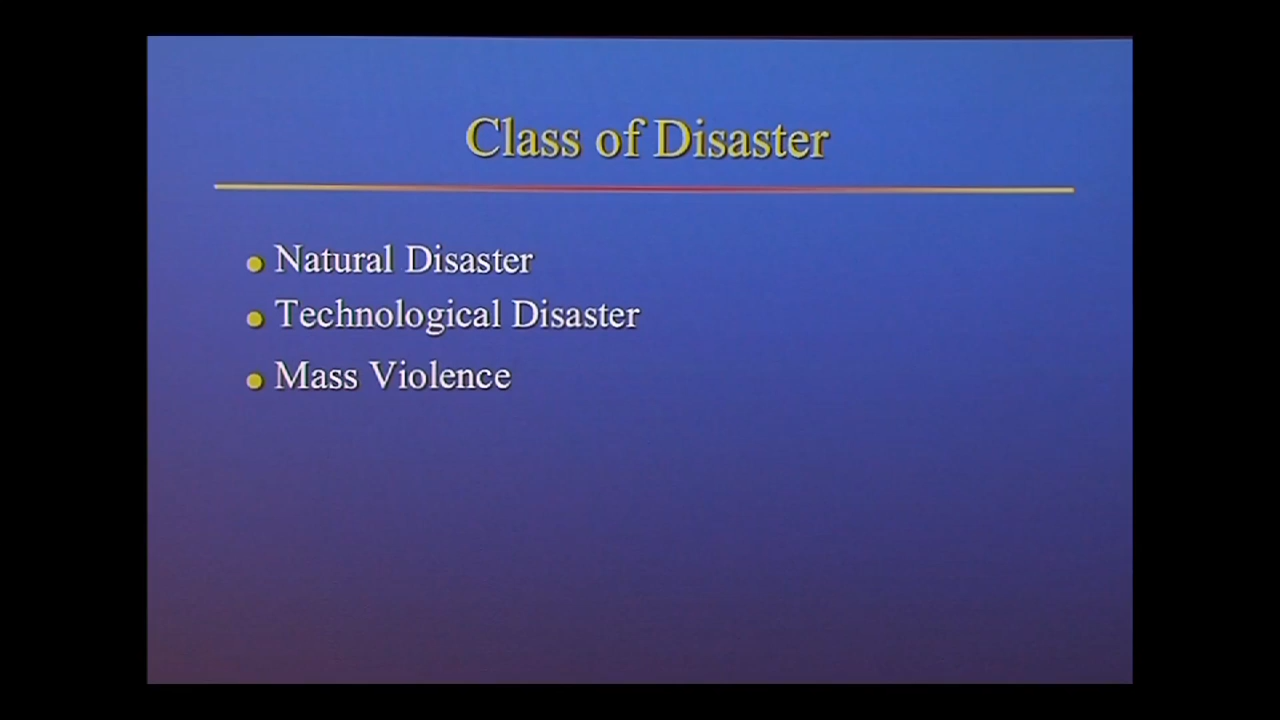 Class of Disaster
Natural Disaster
Technological Disaster
Mass Violence